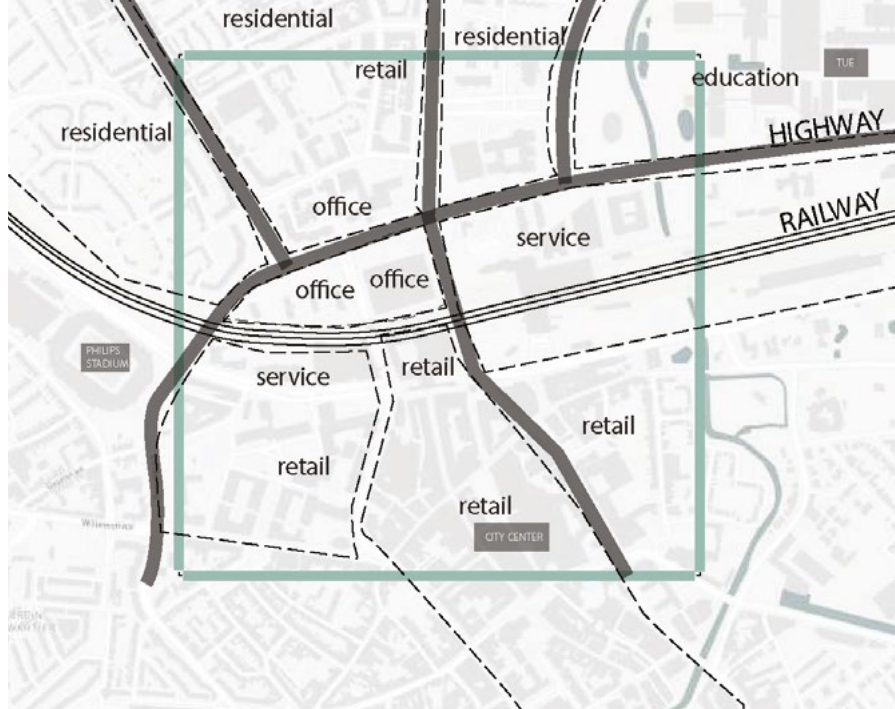 residential
residential
retail
education
TUE
residential
HIGHWAY
office
RAILWAY
service
office
office
PHILIPS
STADIUM
service
retail
retail
retail
retail
CITY CENTER